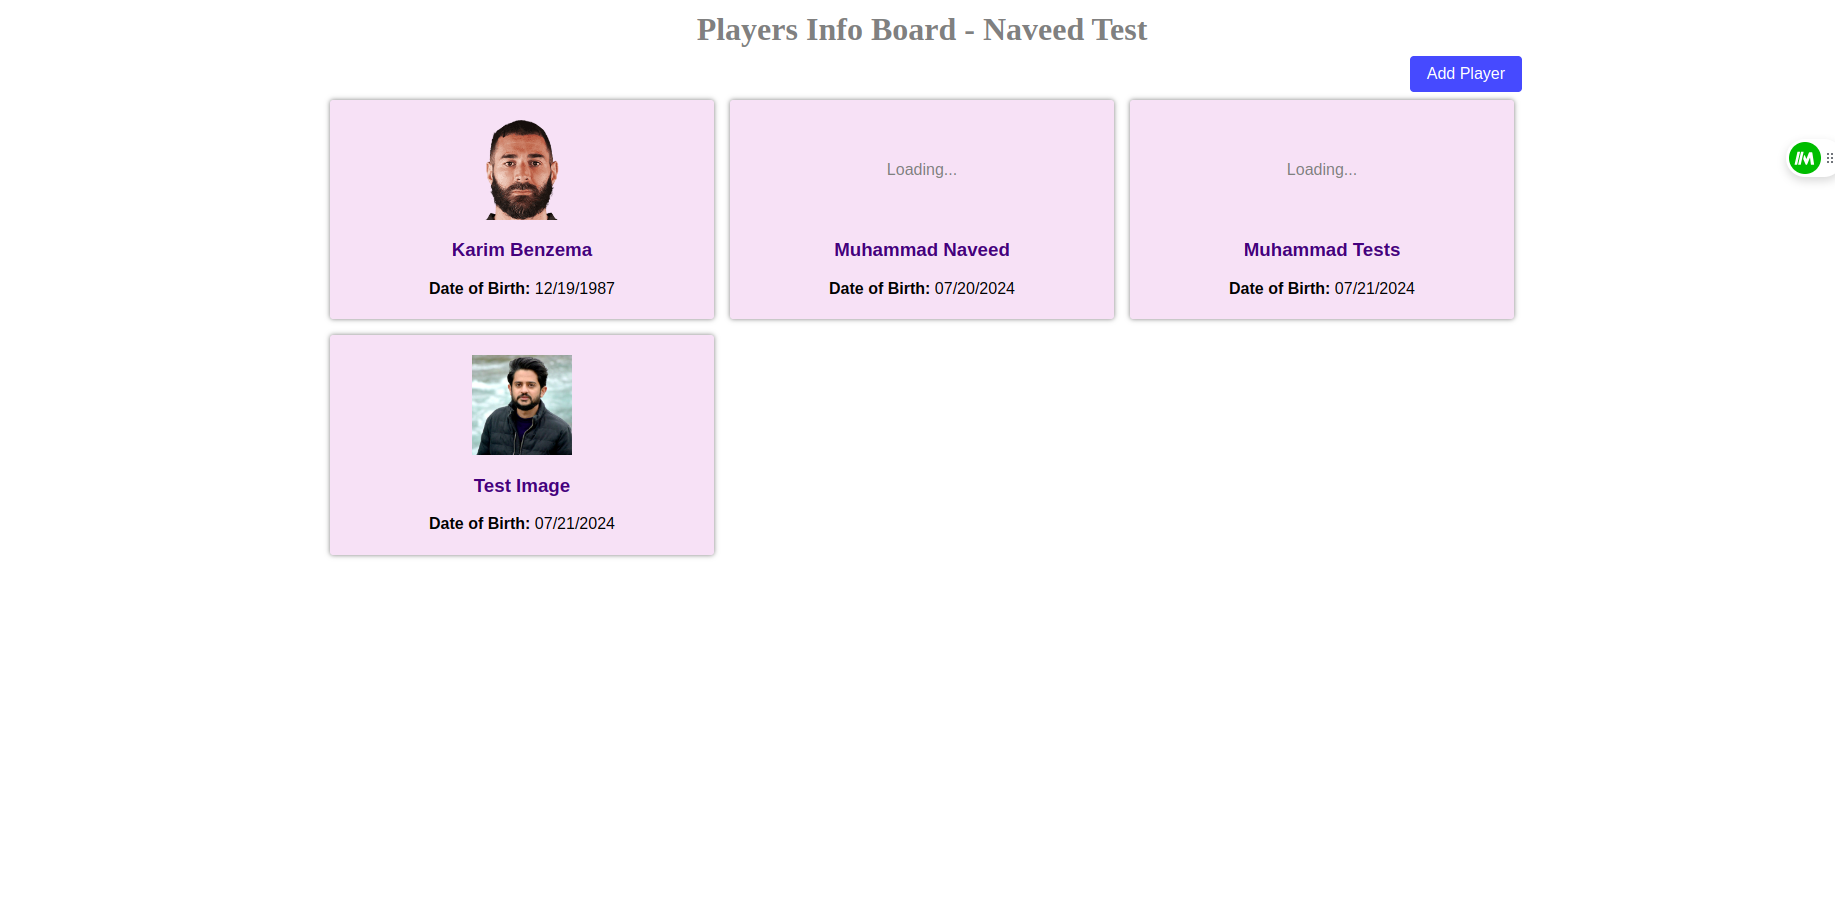 Players Info Board - Naveed Test
Add Player
Loading...
Loading...
Karim Benzema
Muhammad Naveed
Muhammad Tests
Date of Birth: 12/19/1987
Date of Birth: 07/20/2024
Date of Birth: 07/21/2024
Test Image
Date of Birth: 07/21/2024